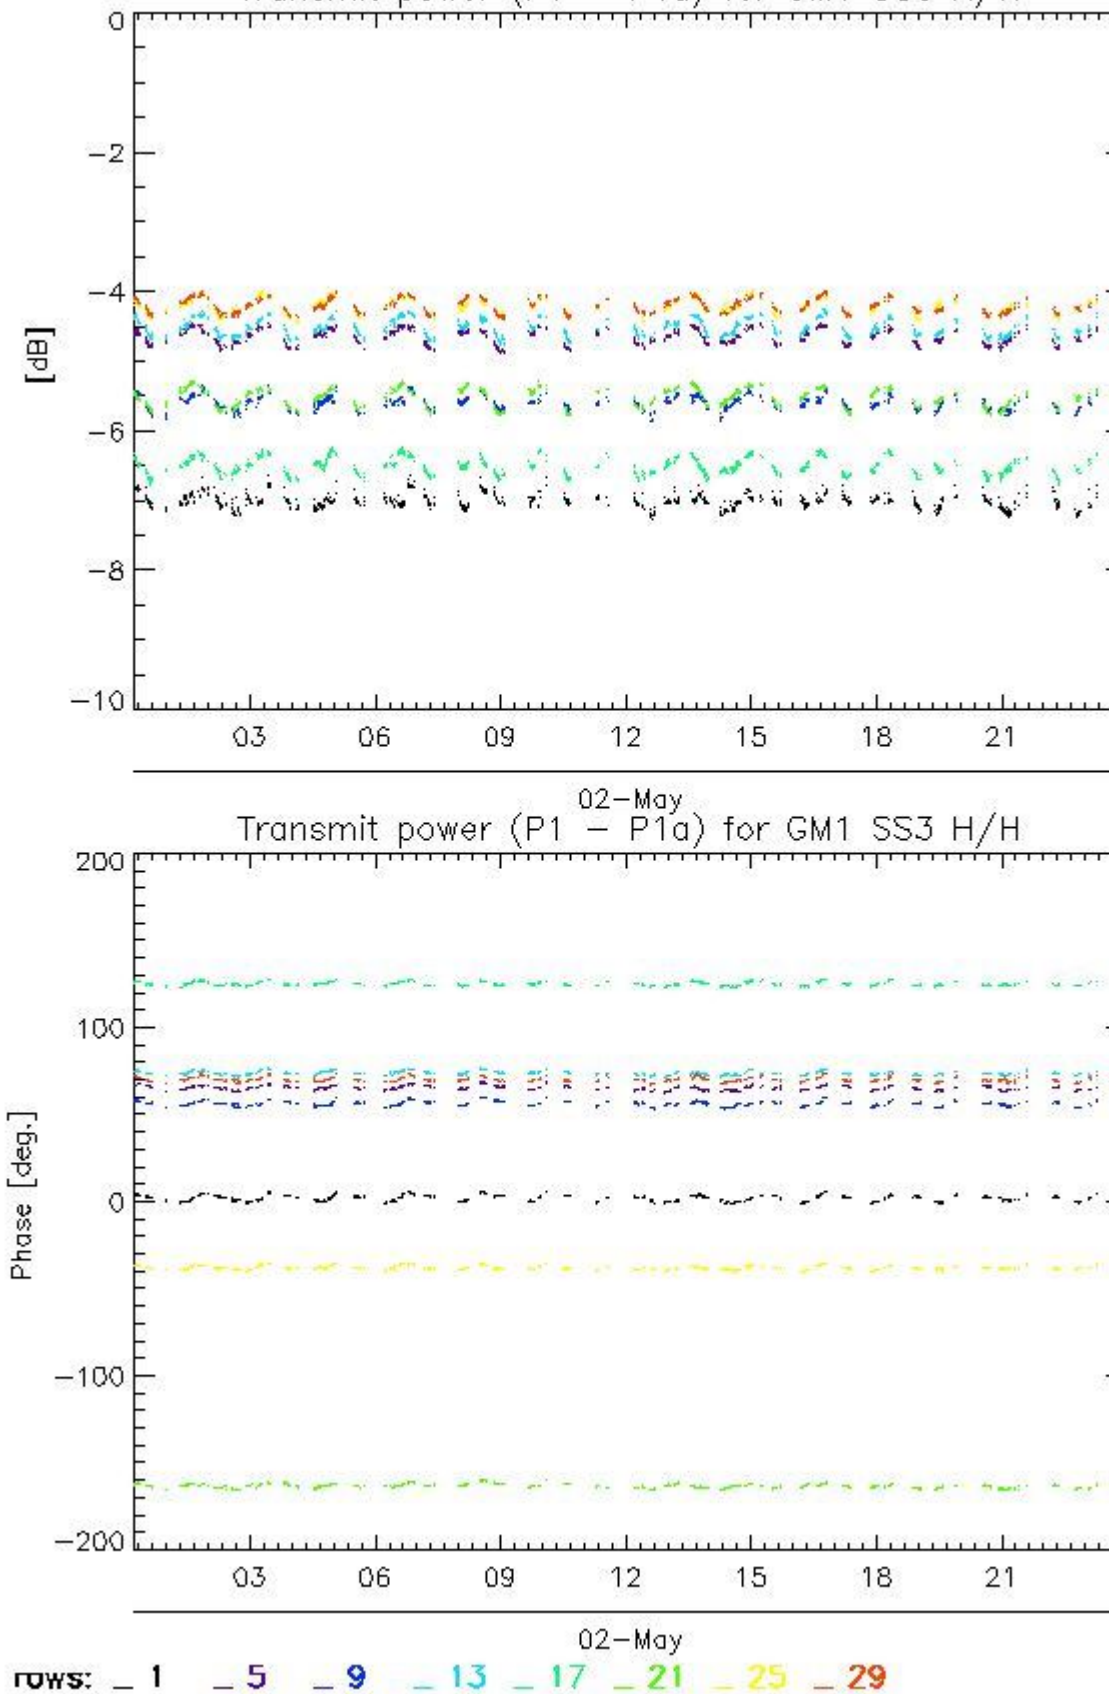 0
-2
-4
[dB]
-6
-8
-10
03 06 09 12 15 18 21
02-May
Transmit power (P1 - P1a) for GM1 SS3 H/H
200
100
0
Phase [deg.]
-100
-200
03 06 09 12 15 18 21
02-May
rows: _ 1 _ 5 _ 9 _ 13 _ 17 _ 21 _ 25 _ 29